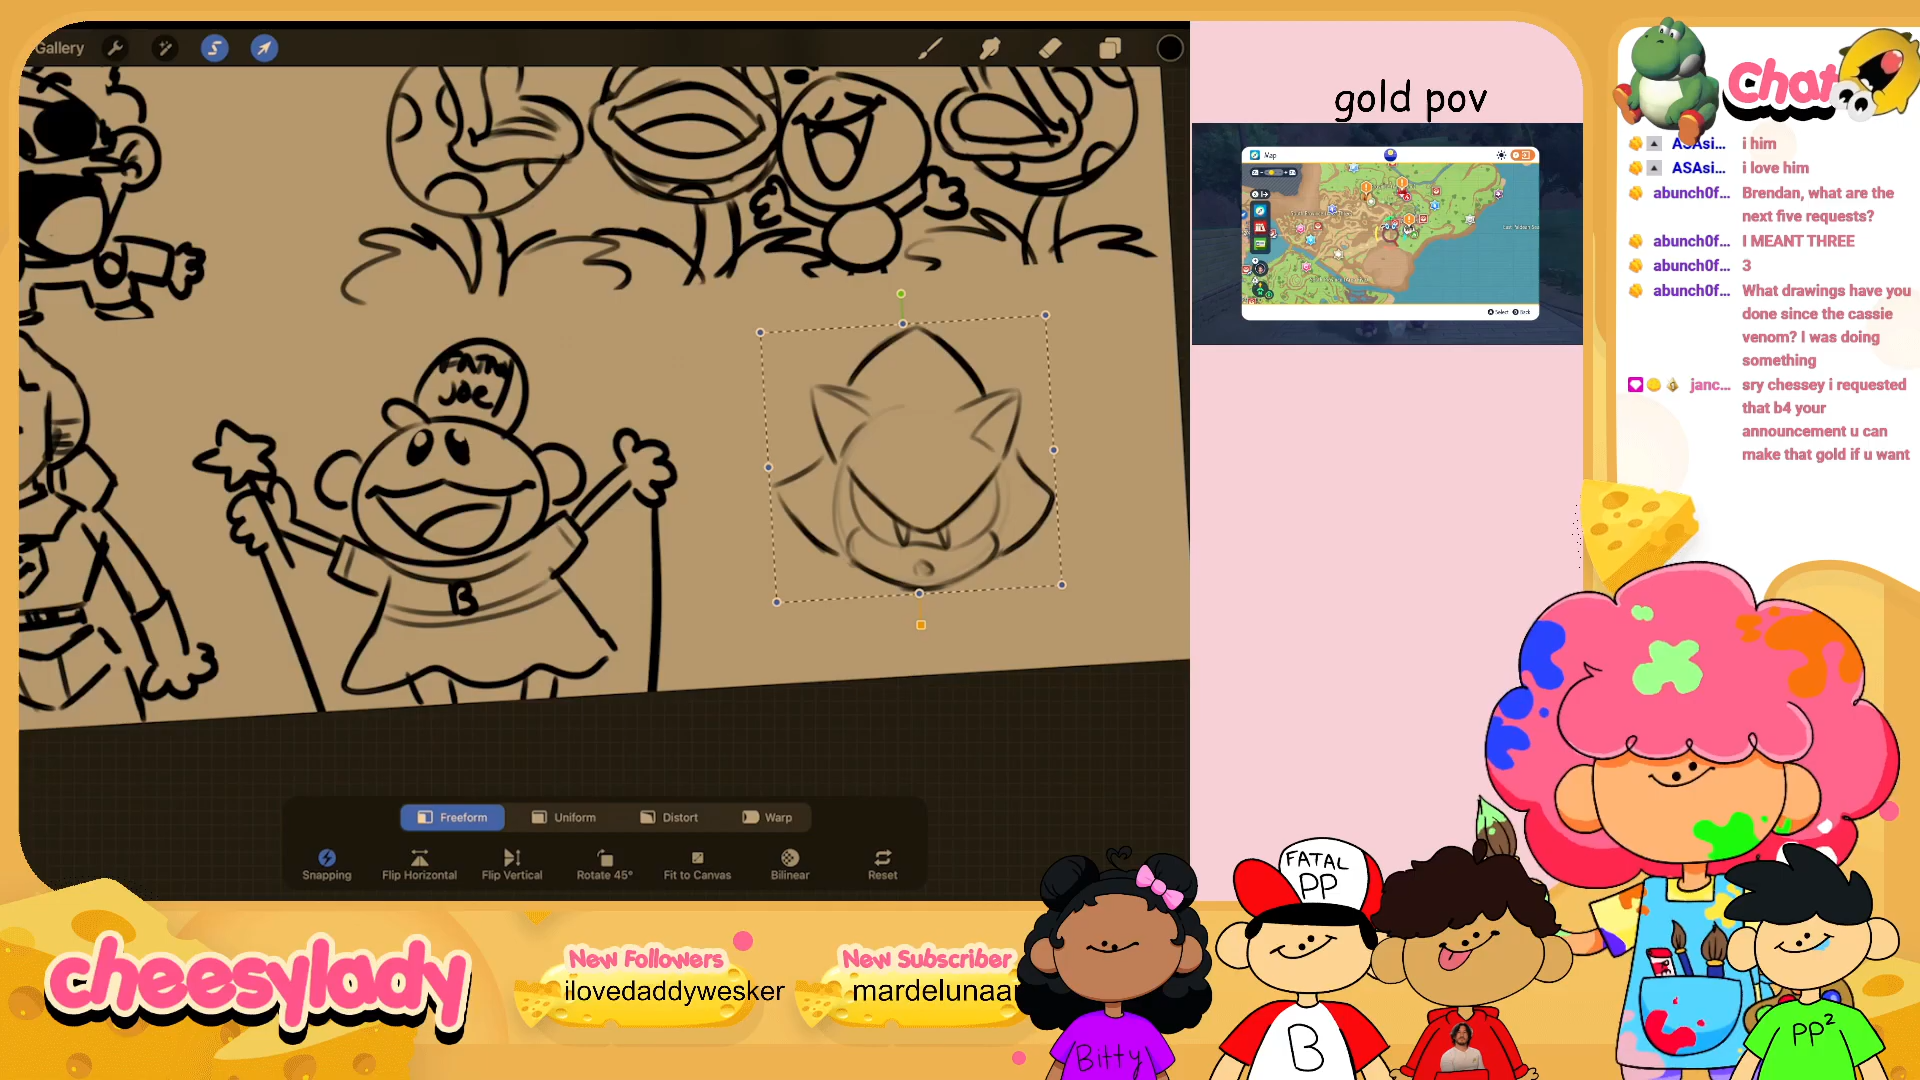 Gallery
gold pov
Map
Select
Back
Chat
ASAsi... i him
ASAsi... i love him
abunch0f... Brendan, what are the
next five requests?
abunch0f... I MEANT THREE
abunch0f... 3
abunch0f... What drawings have you
done since the cassie
venom? I was doing
something
janc... sry chessey i requested
that b4 your
announcement u can
make that gold if u want
FATAL
JOE
B
Freeform
Uniform
Distort
Warp
Snapping
Flip Horizontal
Flip Vertical
Rotate 45°
Fit to Canvas
Bilinear
Reset
cheesylady
New Followers
ilovedaddywesker
New Subscriber
mardelunaar
FATAL
PP
Bitty
B
PP²